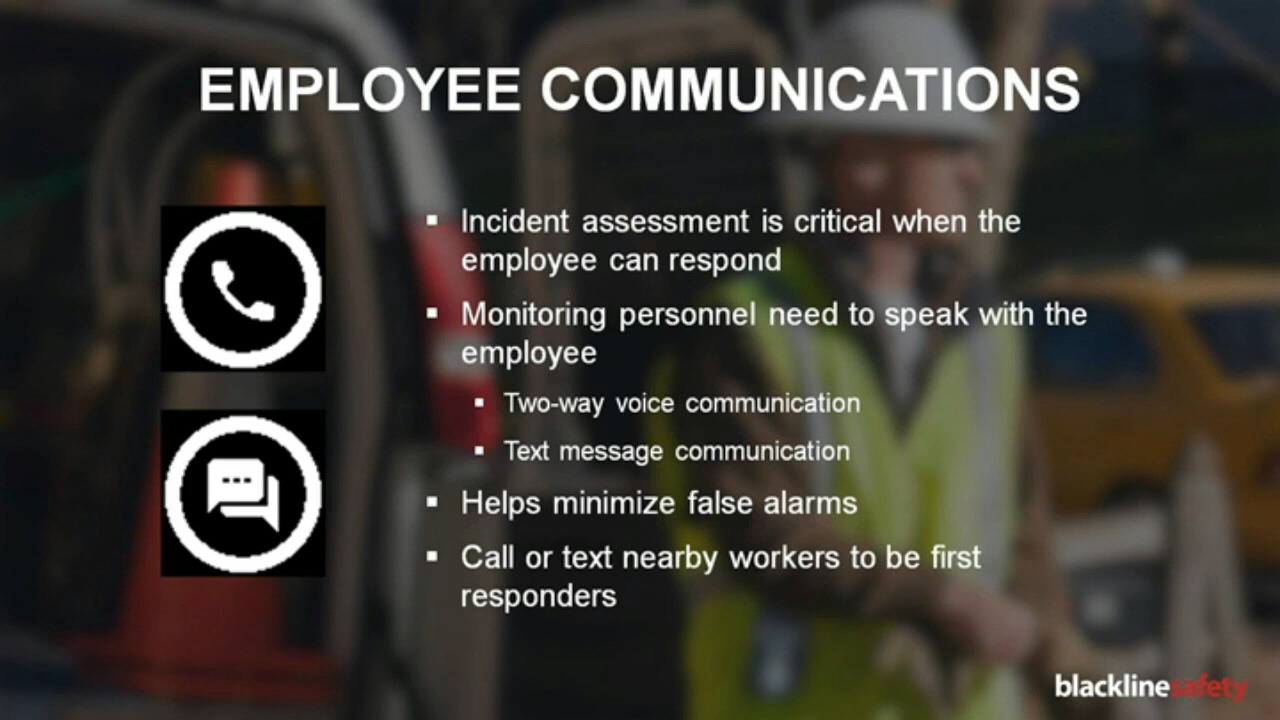 EMPLOYEE COMMUNICATIONS
▪ Incident assessment is critical when the
employee can respond
▪ Monitoring personnel need to speak with the
employee
▪ Two-way voice communication
▪ Text message communication
▪ Helps minimize false alarms
▪ Call or text nearby workers to be first
responders
blacklinesafety